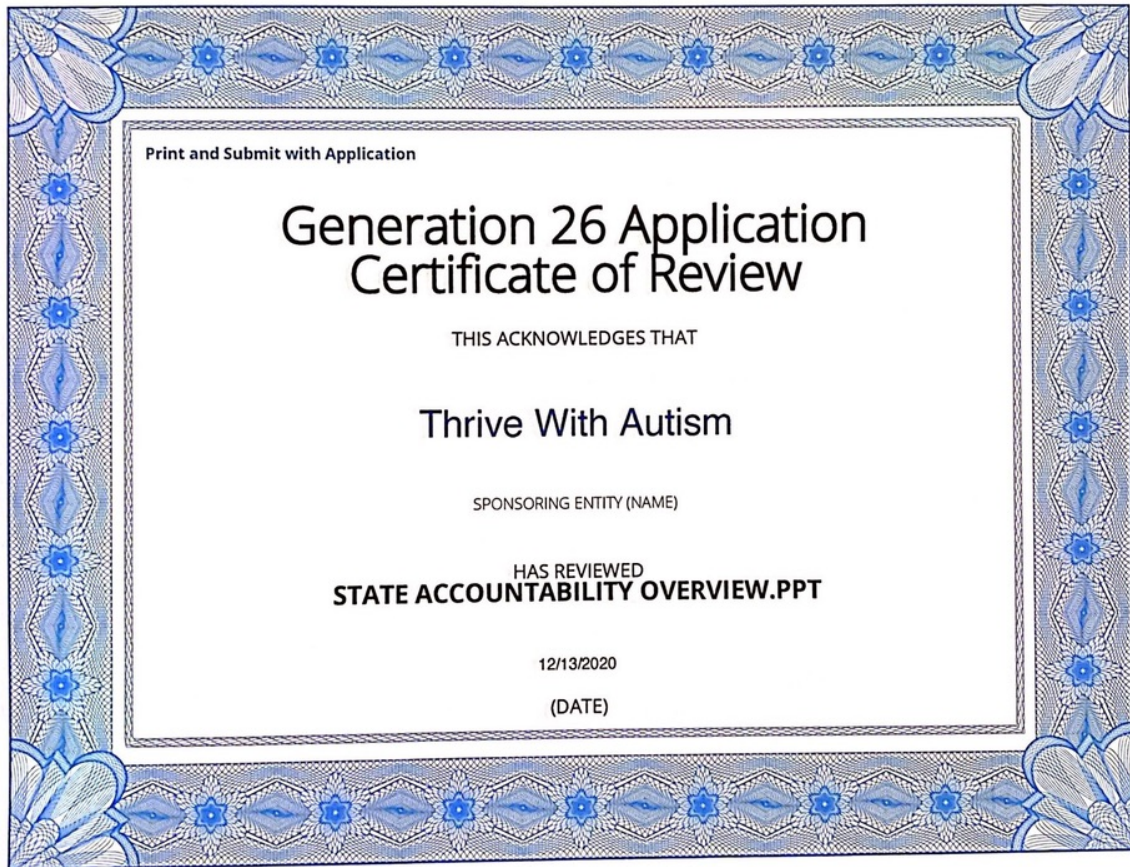 Print and Submit with Application
Generation 26 Application
Certificate of Review
THIS ACKNOWLEDGES THAT
Thrive With Autism
SPONSORING ENTITY (NAME)
HAS REVIEWED
STATE ACCOUNTABILITY OVERVIEW.PPT
12/13/2020
(DATE)